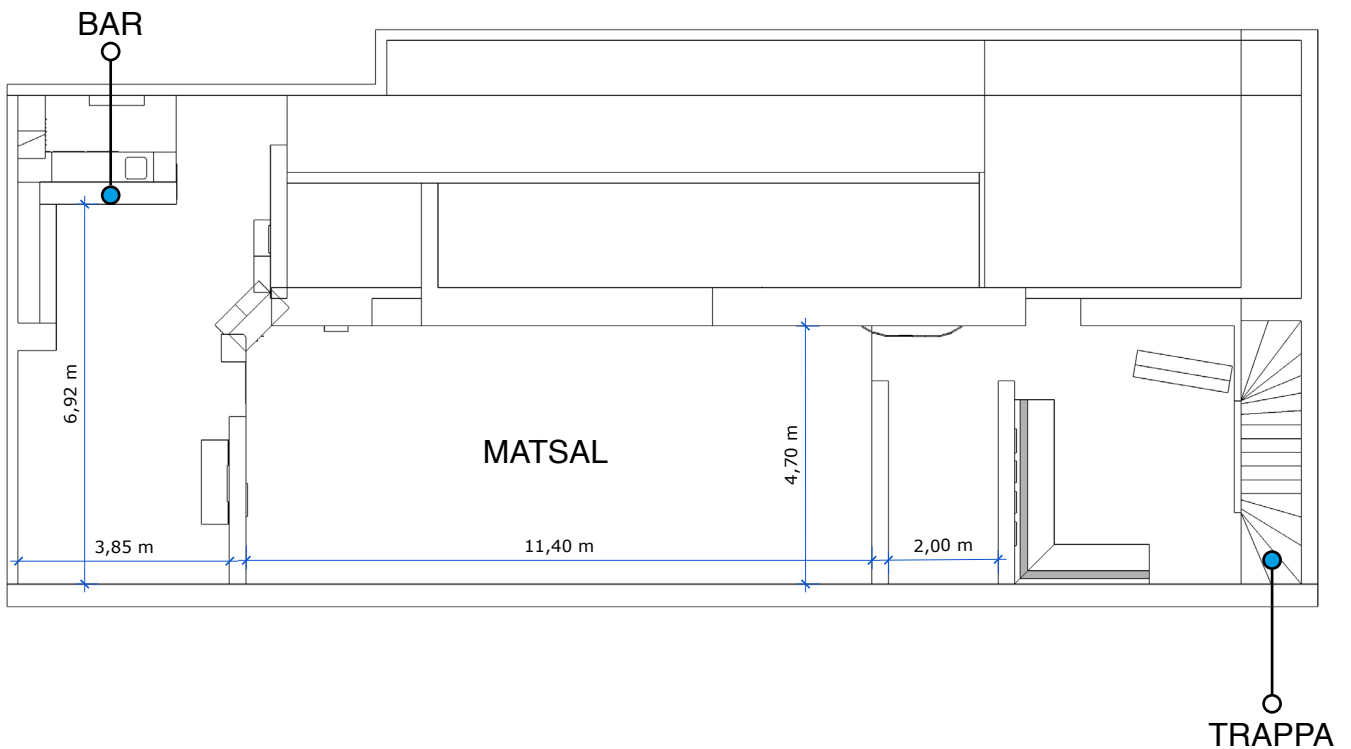 BAR
6,92 m
MATSAL
4,70 m
3,85 m
11,40 m
2,00 m
TRAPPA